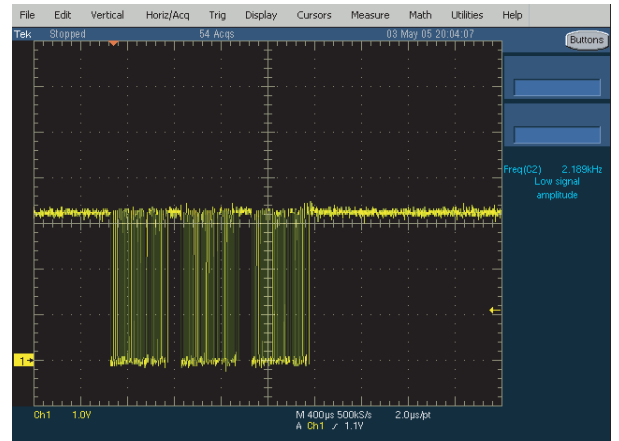 File Edit Vertical Horiz/Acq Trig Display Cursors Measure Math Utilities Help
Tek Stopped 54 Acqs 03 May 05 20:04:07
Buttons
Freq(C2) 2.189kHz
Low signal
amplitude
1
Ch1 1.0V M 400µs 500kS/s 2.0µs/pt
A Ch1 1.1V